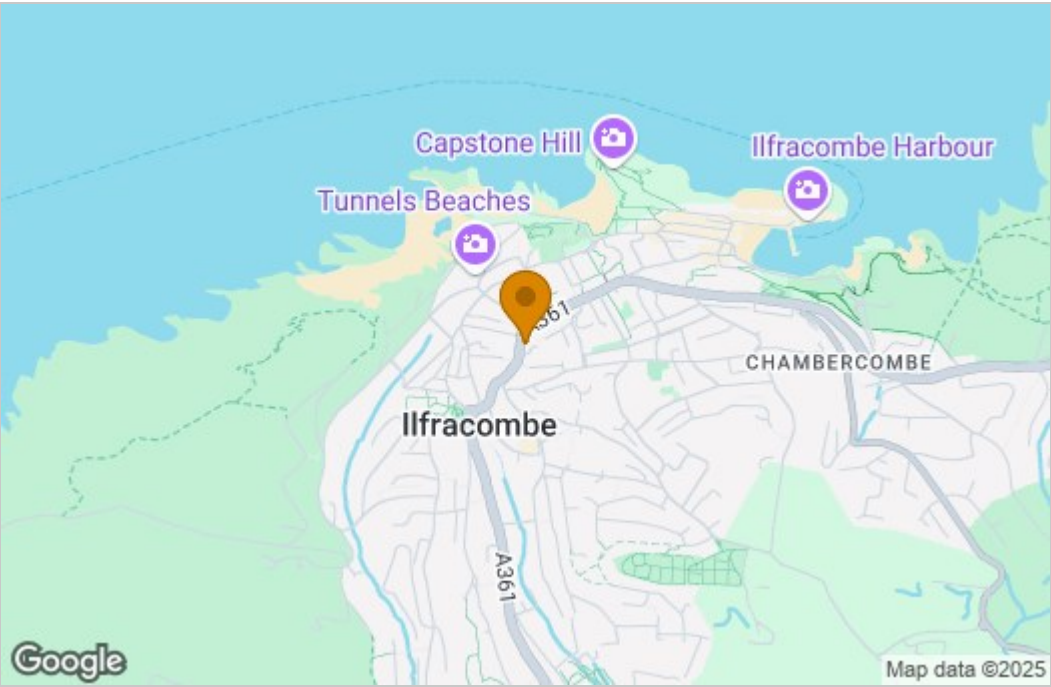 Capstone Hill
Ilfracombe Harbour
Tunnels Beaches
A361
CHAMBERCOMBE
Ilfracombe
A361
Google
Map data ©2025